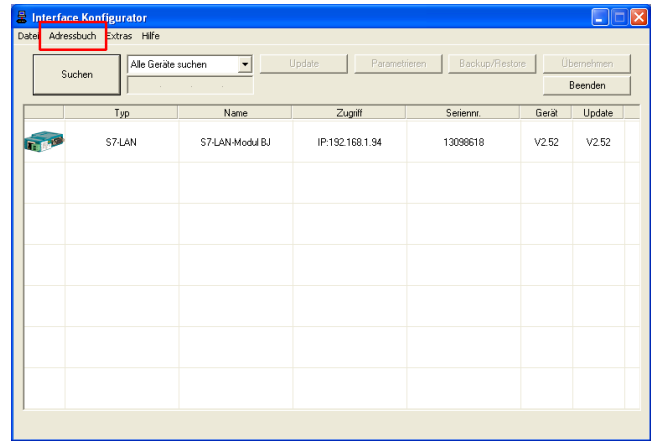 Interface Konfigurator
Datei Adressbuch Extras Hilfe
Suchen Alle Geräte suchen Update Parametrieren Backup/Restore Übernehmen
Beenden
Typ Name Zugriff Seriennr. Gerät Update
S7-LAN S7-LAN-Modul BJ IP:192.168.1.94 13098618 V2.52 V2.52